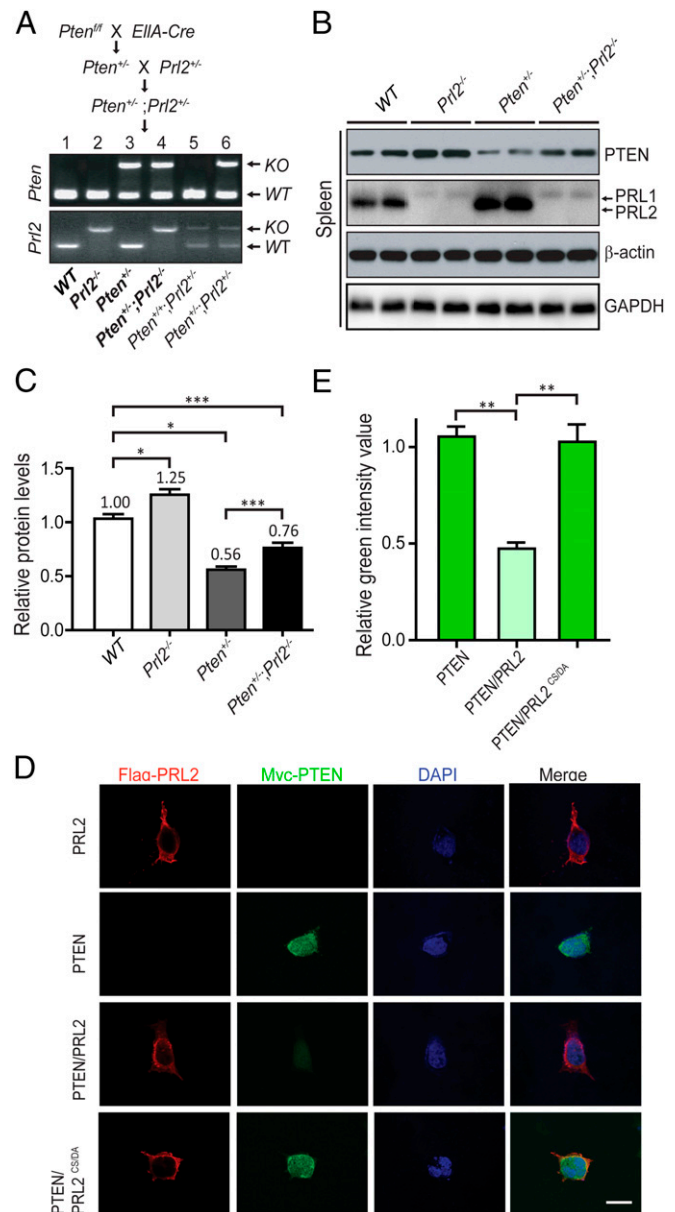 A
Pten^f/f X EIIA-Cre
Pten^+/- X Prl2^+/-
Pten^+/- ;Prl2^+/-
1 2 3 4 5 6
Pten
KO
WT
Prl2
KO
WT
WT
Prl2^-/-
Pten^+/-
Pten^+/-;Prl2^-/-
Pten^+/+;Prl2^+/-
Pten^+/-;Prl2^+/-
B
WT
Prl2^-/-
Pten^+/-
Pten^+/-;Prl2^-/-
Spleen
PTEN
PRL1
PRL2
β-actin
GAPDH
C
Relative protein levels
1.5
1.0
0.5
0.0
***
*
*
***
1.00
1.25
0.56
0.76
WT
Prl2^-/-
Pten^+/-
Pten^+/-;Prl2^-/-
E
Relative green intensity value
1.0
0.5
0.0
** **
PTEN
PTEN/PRL2
PTEN/PRL2 ^CS/DA
D
Flag-PRL2 Myc-PTEN DAPI Merge
PRL2
PTEN
PTEN/PRL2
PTEN/
PRL2 ^CS/DA